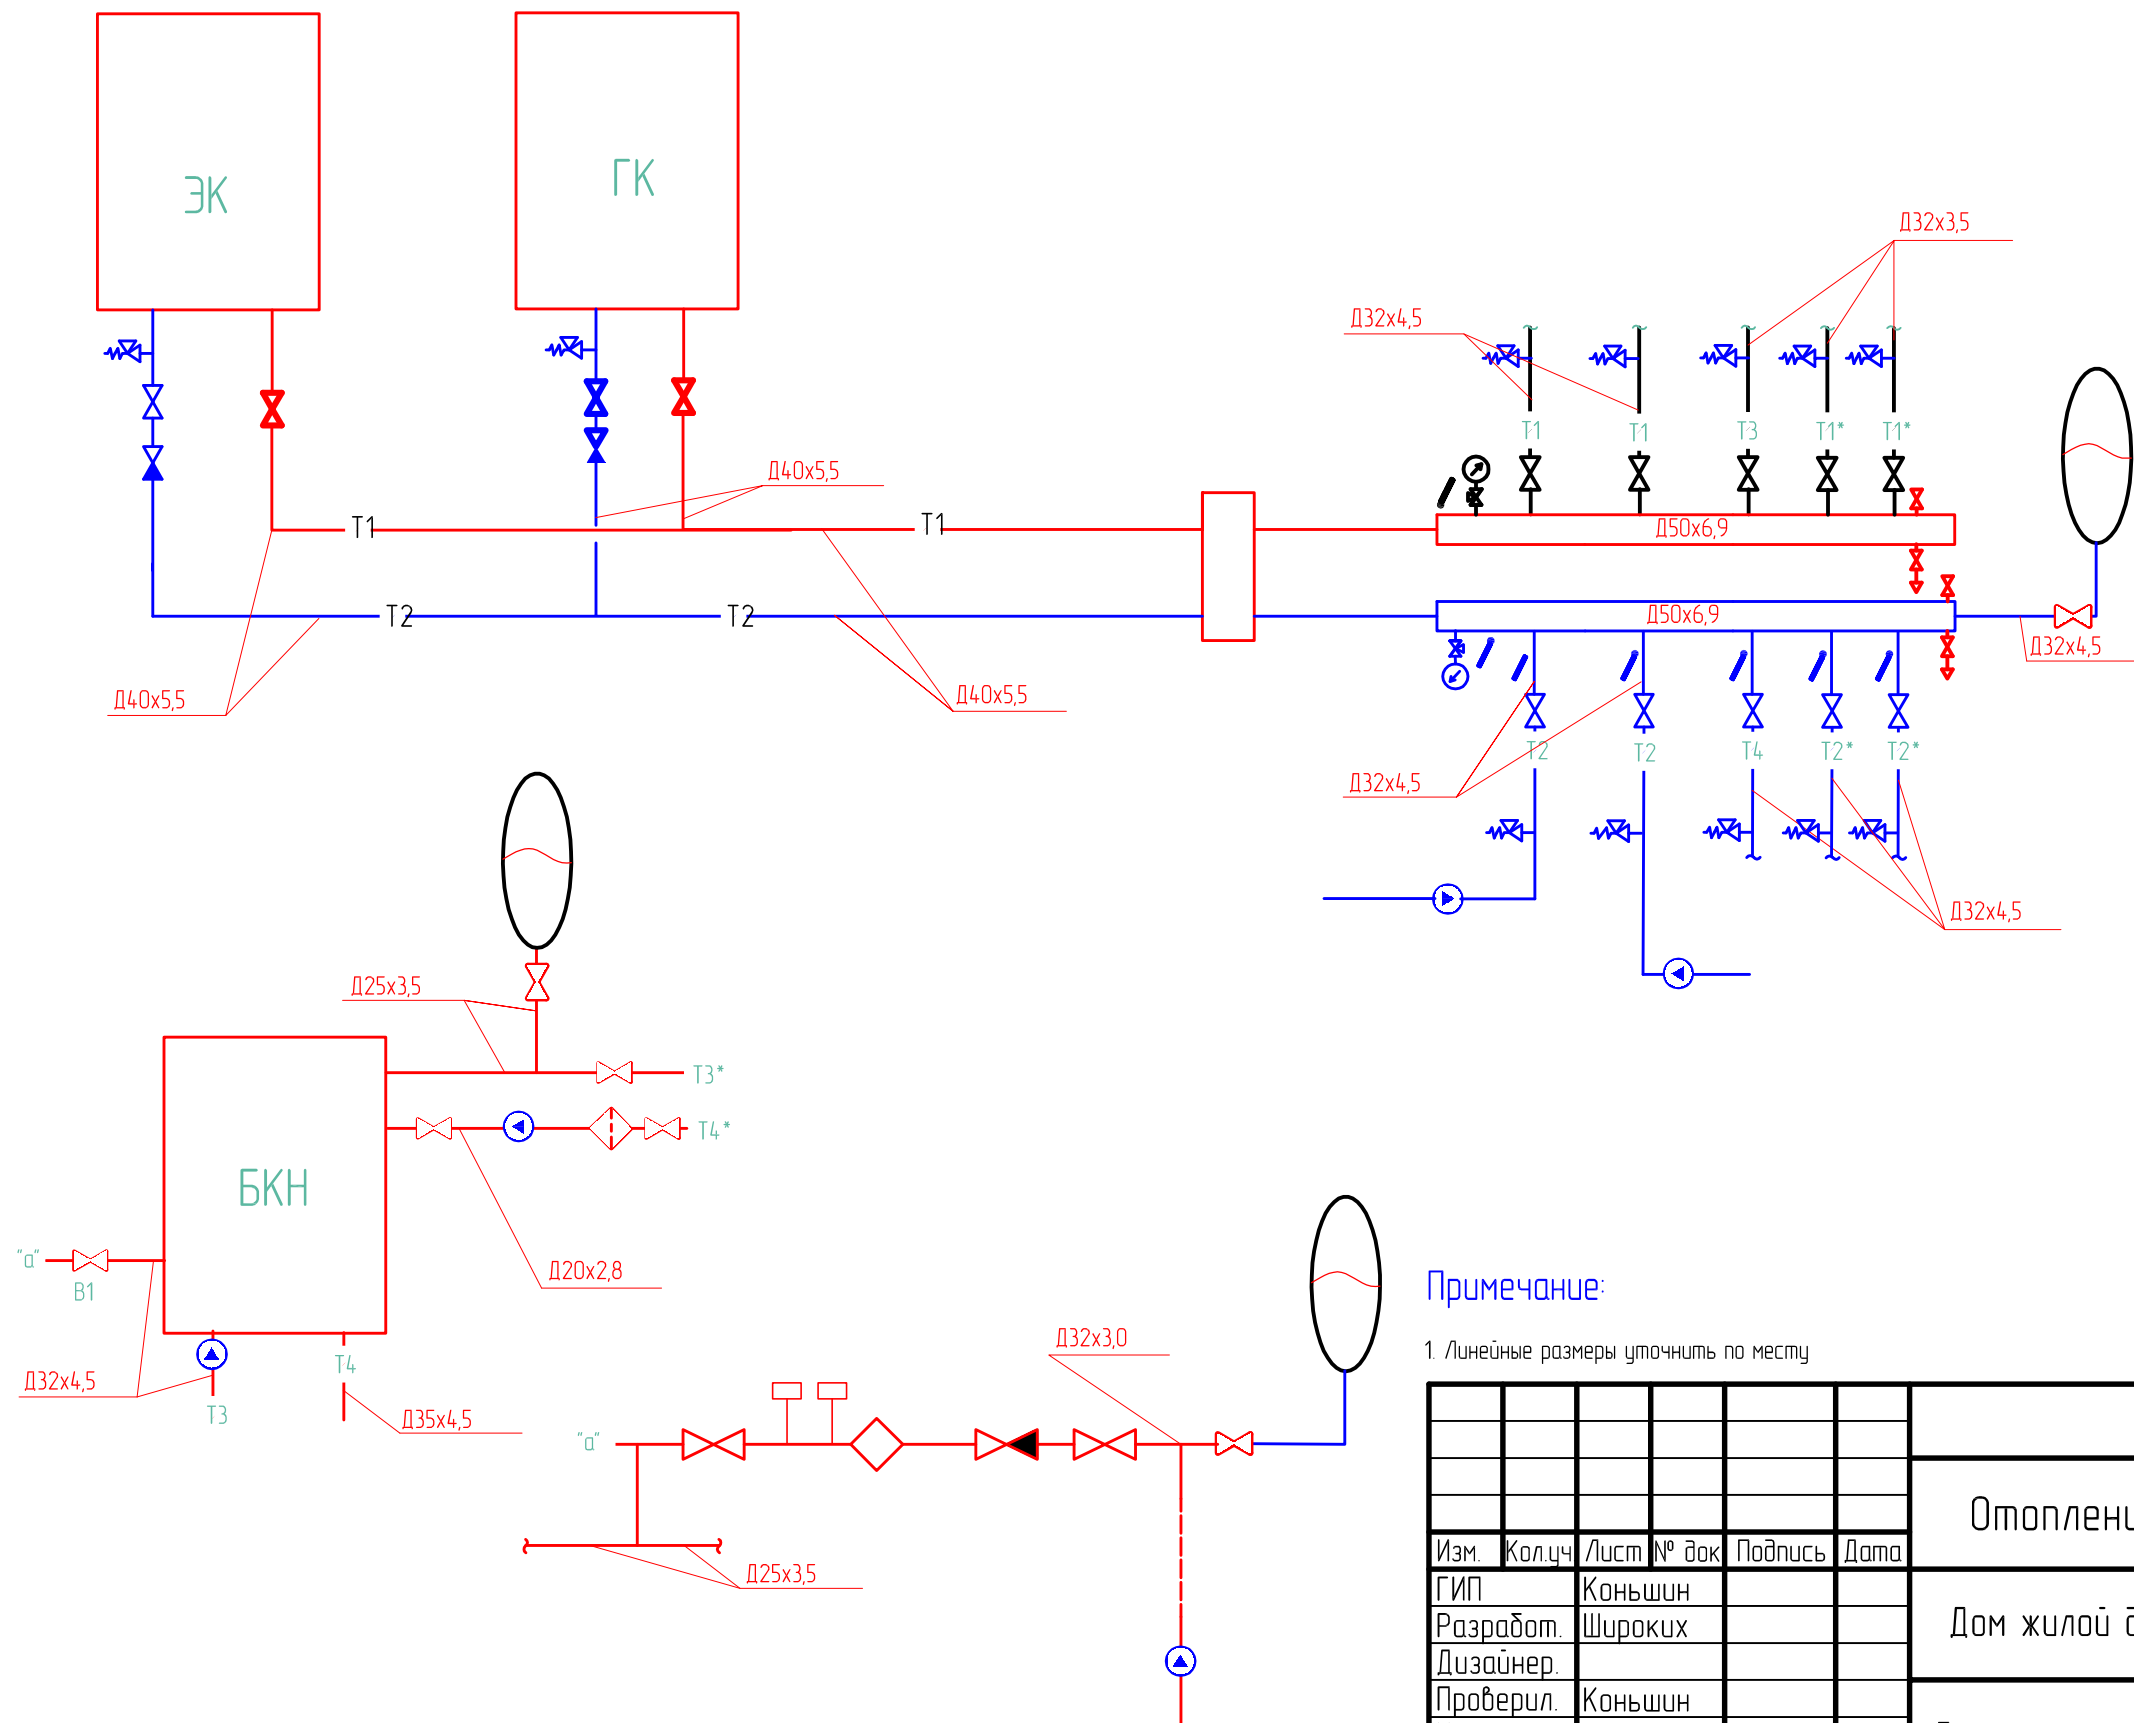 ЭК
ГК
Д32х3,5
Д32х4,5
Т1
Т1
Т3
Т1*
Т1*
Д40х5,5
Т1
Т1
Д50х6,9
Т2
Т2
Д50х6,9
Д32х4,5
Д40х5,5
Д40х5,5
Т2
Т2
Т4
Т2*
Т2*
Д32х4,5
Д32х4,5
Д25х3,5
Т3*
Т4*
БКН
"а"
В1
Д20х2,8
Т4
Д32х4,5
Т3
Д35х4,5
Д32х3,0
"а"
Д25х3,5
Примечание:
1. Линейные размеры уточнить по месту
Изм. Кол.уч Лист № док Подпись Дата
ГИП Коньшин
Разработ. Широких
Дизайнер.
Проверил. Коньшин
Отоплени
Дом жилой